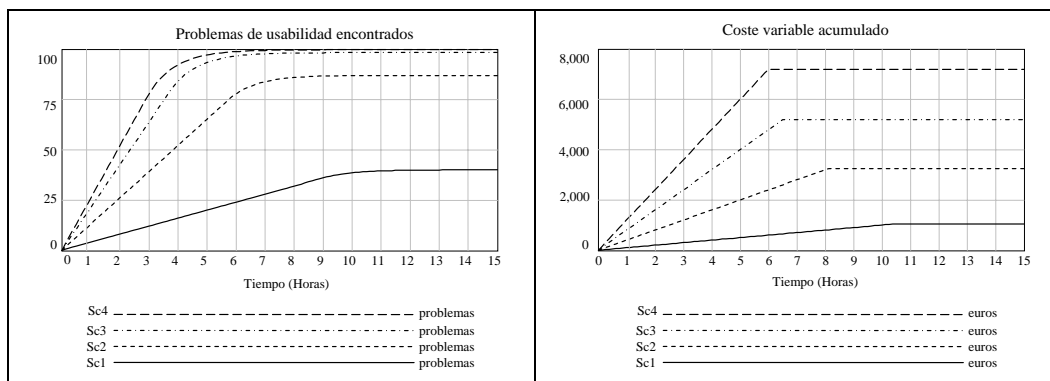 Problemas de usabilidad encontrados
100
75
50
25
0
0 1 2 3 4 5 6 7 8 9 10 11 12 13 14 15
Tiempo (Horas)
Sc4 problemas
Sc3 problemas
Sc2 problemas
Sc1 problemas
Coste variable acumulado
8,000
6,000
4,000
2,000
0
0 1 2 3 4 5 6 7 8 9 10 11 12 13 14 15
Tiempo (Horas)
Sc4 euros
Sc3 euros
Sc2 euros
Sc1 euros